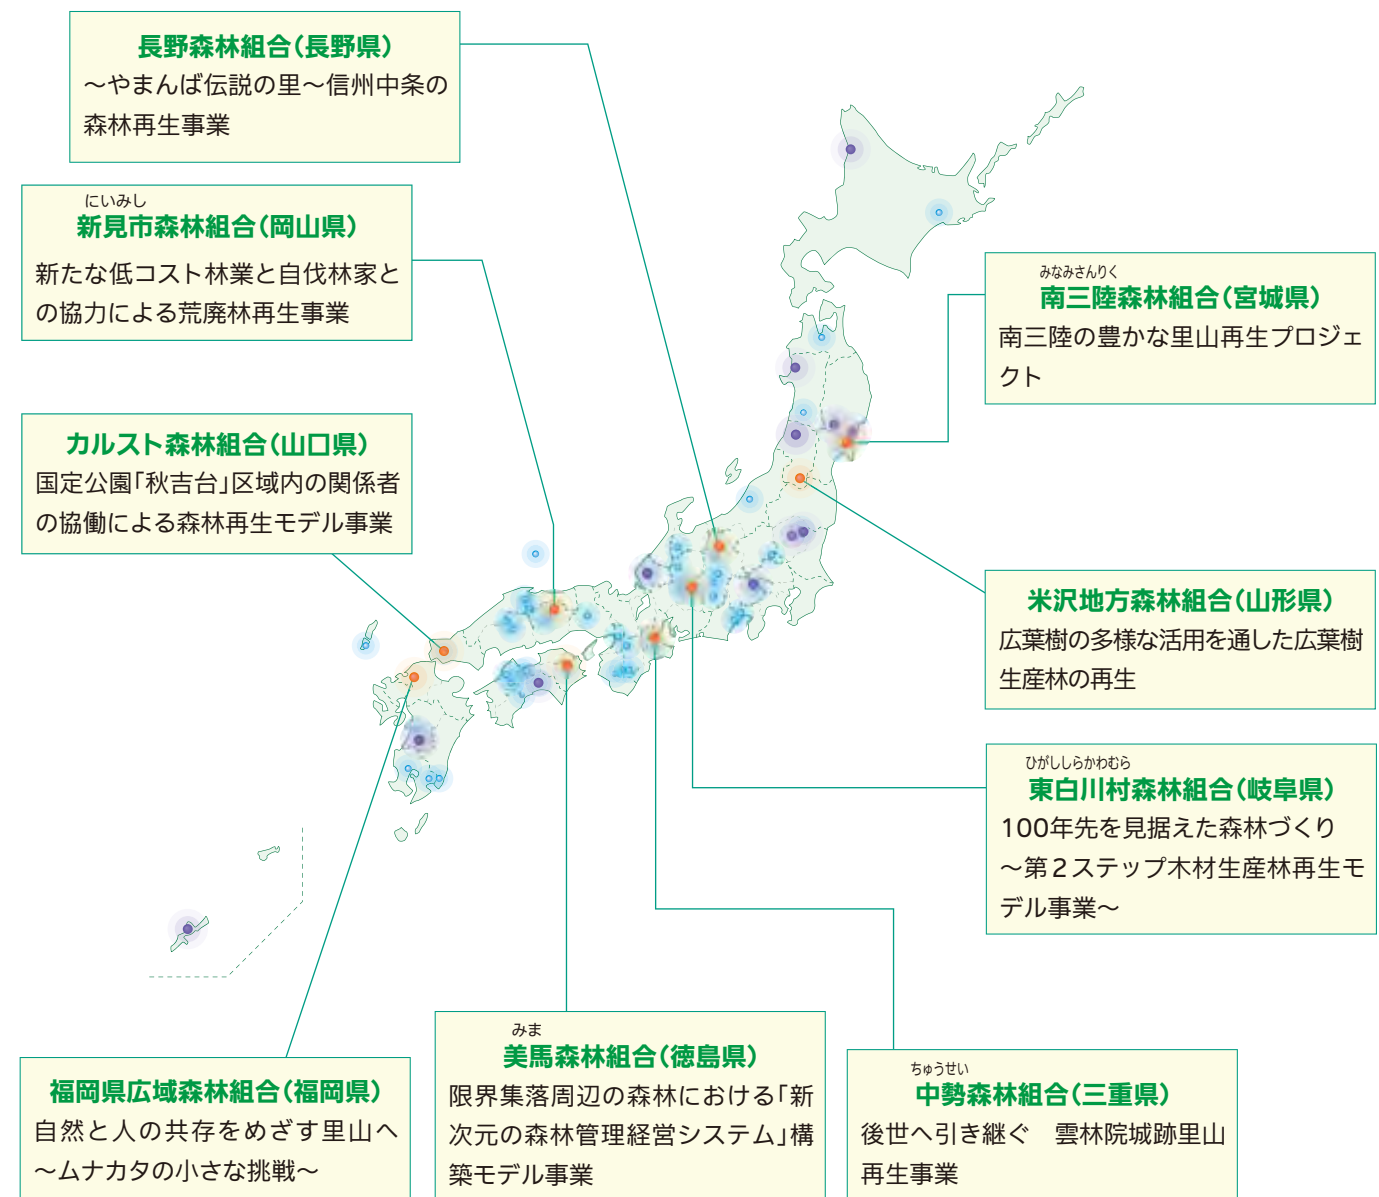 長野森林組合(長野県)
～やまんば伝説の里～信州中条の
森林再生事業
にいみし
新見市森林組合(岡山県)
新たな低コスト林業と自伐林家と
の協力による荒廃林再生事業
カルスト森林組合(山口県)
国定公園「秋吉台」区域内の関係者
の協働による森林再生モデル事業
みなみさんりく
南三陸森林組合(宮城県)
南三陸の豊かな里山再生プロジェ
クト
米沢地方森林組合(山形県)
広葉樹の多様な活用を通した広葉樹
生産林の再生
ひがししらかわむら
東白川村森林組合(岐阜県)
100年先を見据えた森林づくり
～第2ステップ木材生産林再生モ
デル事業～
福岡県広域森林組合(福岡県)
自然と人の共存をめざす里山へ
～ムナカタの小さな挑戦～
みま
美馬森林組合(徳島県)
限界集落周辺の森林における「新
次元の森林管理経営システム」構
築モデル事業
ちゅうせい
中勢森林組合(三重県)
後世へ引き継ぐ　雲林院城跡里山
再生事業